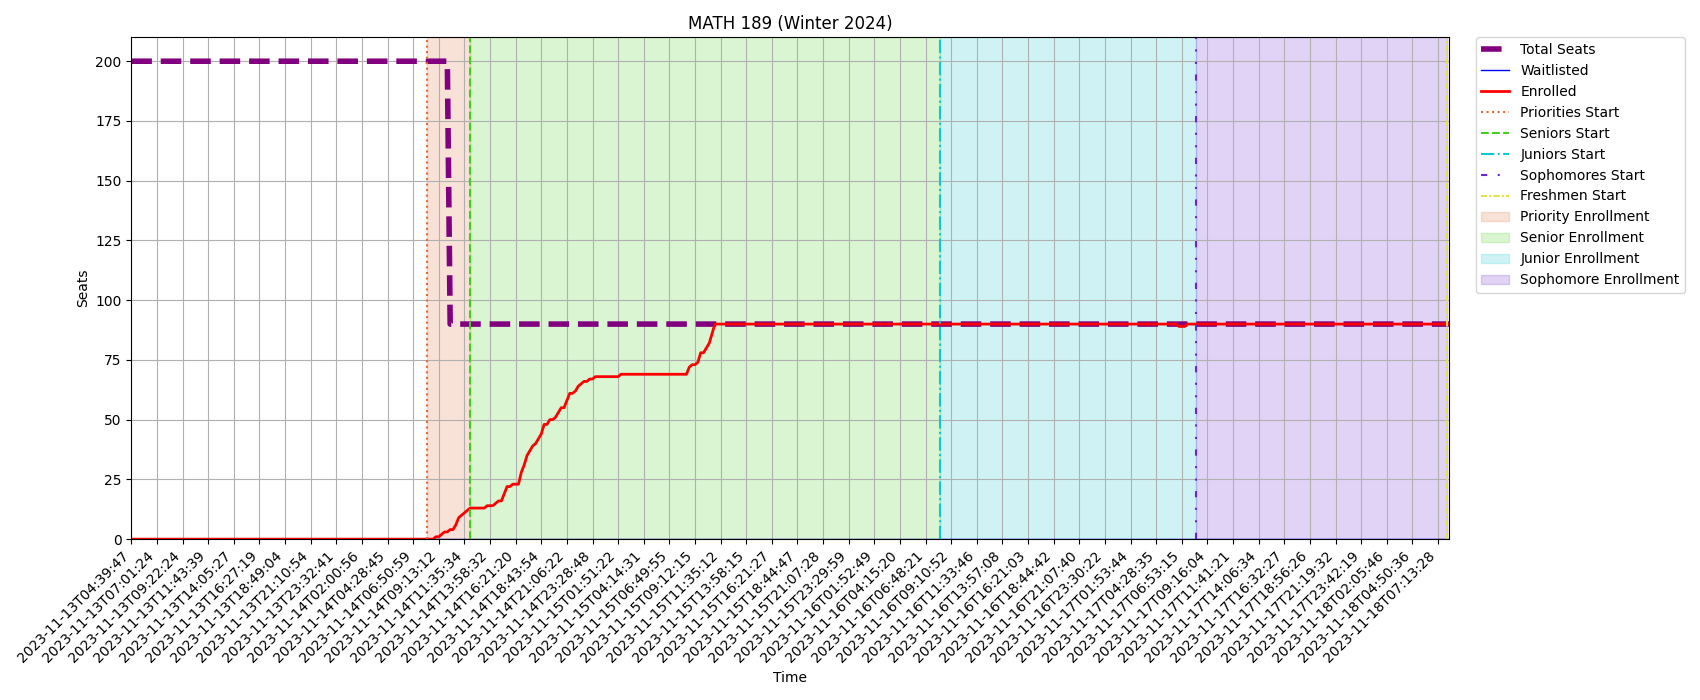 MATH 189 (Winter 2024)
Seats
200
175
150
125
100
75
50
25
0
2023-11-13T04:39:47
2023-11-13T07:01:24
2023-11-13T09:22:24
2023-11-13T11:43:39
2023-11-13T14:05:27
2023-11-13T16:27:19
2023-11-13T18:49:04
2023-11-13T21:10:54
2023-11-13T23:32:41
2023-11-14T02:00:56
2023-11-14T04:28:45
2023-11-14T06:50:59
2023-11-14T09:13:12
2023-11-14T11:35:34
2023-11-14T13:58:32
2023-11-14T16:21:20
2023-11-14T18:43:54
2023-11-14T21:06:22
2023-11-14T23:28:48
2023-11-15T01:51:22
2023-11-15T04:14:31
2023-11-15T06:49:55
2023-11-15T09:12:15
2023-11-15T11:35:12
2023-11-15T13:58:15
2023-11-15T16:21:27
2023-11-15T18:44:47
2023-11-15T21:07:28
2023-11-15T23:29:59
2023-11-16T01:52:49
2023-11-16T04:15:20
2023-11-16T06:48:21
2023-11-16T09:10:52
2023-11-16T11:33:46
2023-11-16T13:57:08
2023-11-16T16:21:03
2023-11-16T18:44:42
2023-11-16T21:07:40
2023-11-16T23:30:22
2023-11-17T01:53:44
2023-11-17T04:28:35
2023-11-17T06:53:15
2023-11-17T09:16:04
2023-11-17T11:41:21
2023-11-17T14:06:34
2023-11-17T16:32:27
2023-11-17T18:56:26
2023-11-17T21:19:32
2023-11-17T23:42:19
2023-11-18T02:05:46
2023-11-18T04:50:36
2023-11-18T07:13:28
Time
Total Seats
Waitlisted
Enrolled
Priorities Start
Seniors Start
Juniors Start
Sophomores Start
Freshmen Start
Priority Enrollment
Senior Enrollment
Junior Enrollment
Sophomore Enrollment